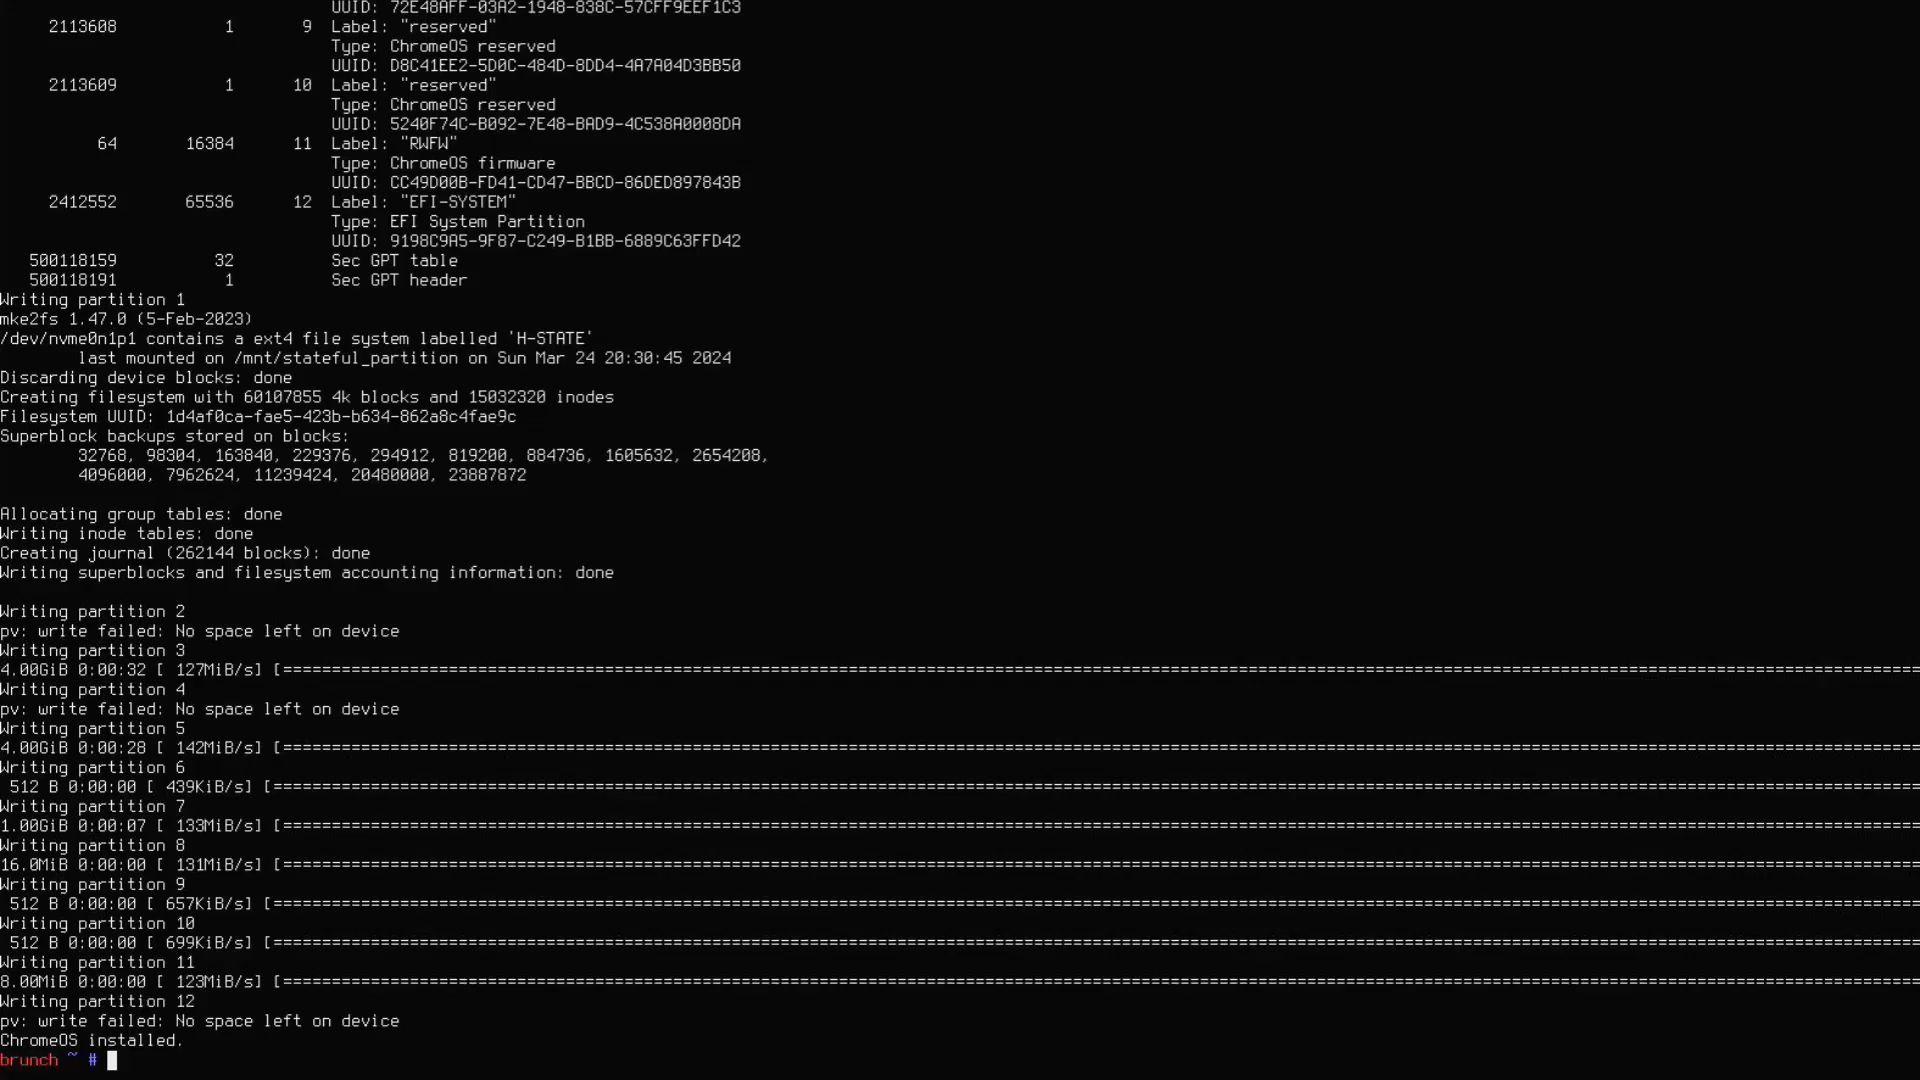 UUID: 72E48AFF-03A2-1948-838C-57CFF9EEF1C3
2113608 1 9 Label: "reserved"
Type: ChromeOS reserved
UUID: D8C41EE2-5D0C-484D-8DD4-4A7A04D3BB50
2113609 1 10 Label: "reserved"
Type: ChromeOS reserved
UUID: 5240F74C-B092-7E48-BAD9-4C538A0008DA
64 16384 11 Label: "RWFW"
Type: ChromeOS firmware
UUID: CC49D00B-FD41-CD47-BBCD-86DED897843B
2412552 65536 12 Label: "EFI-SYSTEM"
Type: EFI System Partition
UUID: 9198C9A5-9F87-C249-B1BB-6889C63FFD42
500118159 32 Sec GPT table
500118191 1 Sec GPT header
Writing partition 1
mke2fs 1.47.0 (5-Feb-2023)
/dev/nvme0n1p1 contains a ext4 file system labelled 'H-STATE'
last mounted on /mnt/stateful_partition on Sun Mar 24 20:30:45 2024
Discarding device blocks: done
Creating filesystem with 60107855 4k blocks and 15032320 inodes
Filesystem UUID: 1d4af0ca-fae5-423b-b634-862a8c4fae9c
Superblock backups stored on blocks:
32768, 98304, 163840, 229376, 294912, 819200, 884736, 1605632, 2654208,
4096000, 7962624, 11239424, 20480000, 23887872
Allocating group tables: done
Writing inode tables: done
Creating journal (262144 blocks): done
Writing superblocks and filesystem accounting information: done
Writing partition 2
pv: write failed: No space left on device
Writing partition 3
4.00GiB 0:00:32 [ 127MiB/s] [================================================
Writing partition 4
pv: write failed: No space left on device
Writing partition 5
4.00GiB 0:00:28 [ 142MiB/s] [================================================
Writing partition 6
512 B 0:00:00 [ 439KiB/s] [================================================
Writing partition 7
1.00GiB 0:00:07 [ 133MiB/s] [================================================
Writing partition 8
16.0MiB 0:00:00 [ 131MiB/s] [================================================
Writing partition 9
512 B 0:00:00 [ 657KiB/s] [================================================
Writing partition 10
512 B 0:00:00 [ 699KiB/s] [================================================
Writing partition 11
8.00MiB 0:00:00 [ 123MiB/s] [================================================
Writing partition 12
pv: write failed: No space left on device
ChromeOS installed.
brunch ~ #